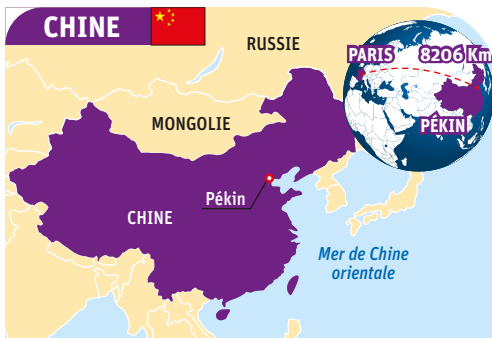 CHINE
RUSSIE
PARIS 8206 Km
PÉKIN
MONGOLIE
Pékin
CHINE
Mer de Chine
orientale